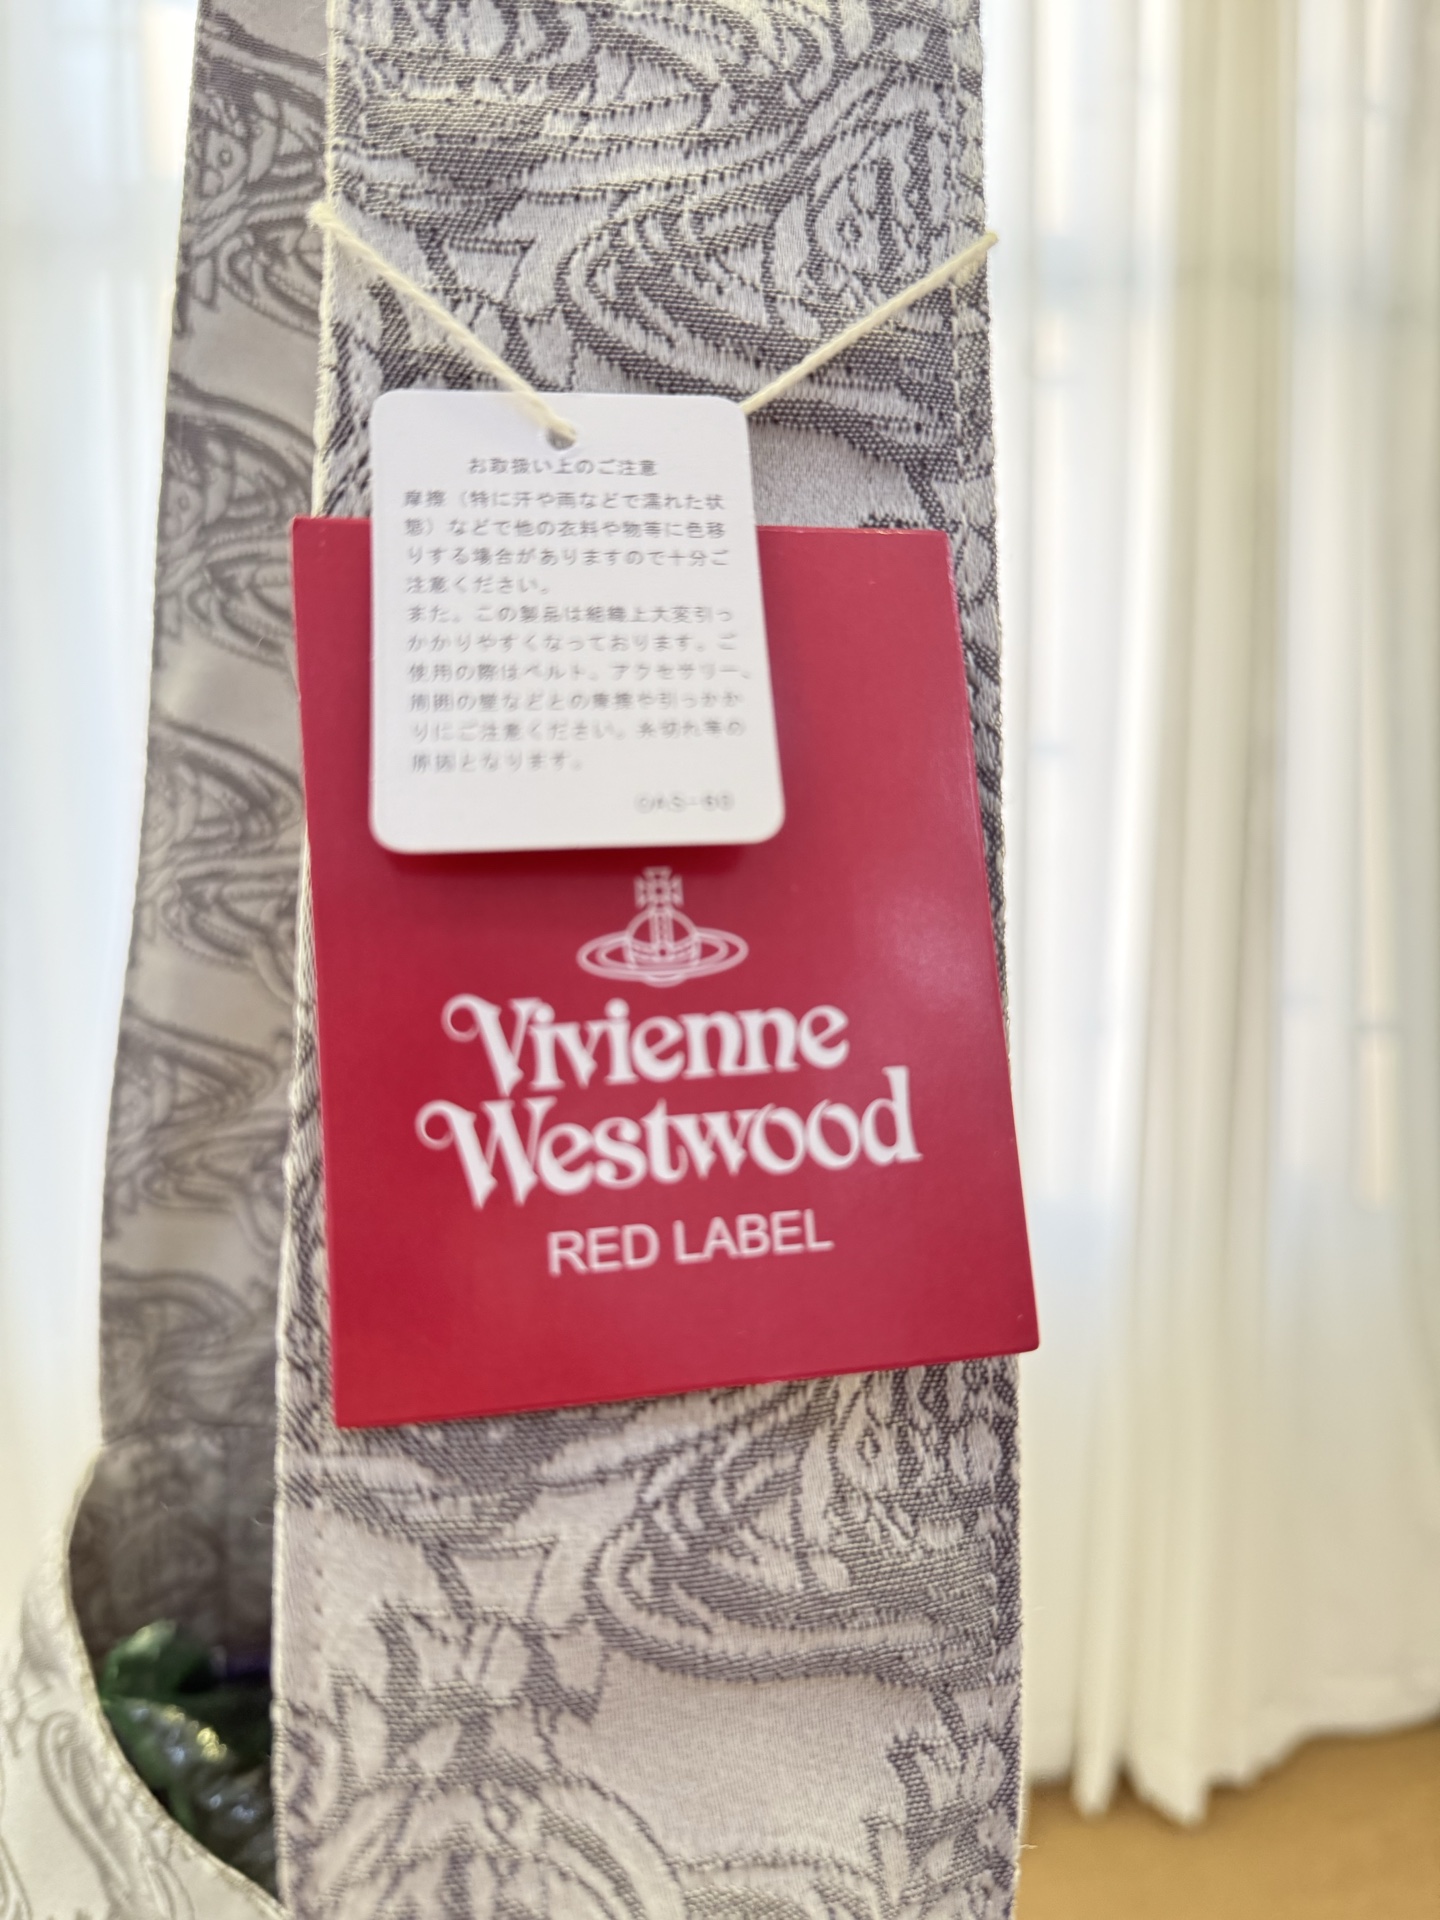 お取扱い上のご注意
摩擦（特に汗や雨などで濡れた状
態）などで他の衣料や物等に色移
りする場合がありますので十分ご
注意ください。
また、この製品は組織上大変引っ
かかりやすくなっております。ご
使用の際はベルト、アクセサリー、
周囲の壁などとの摩擦や引っかか
りにご注意ください。糸切れ等の
原因となります。
Vivienne
Westwood
RED LABEL